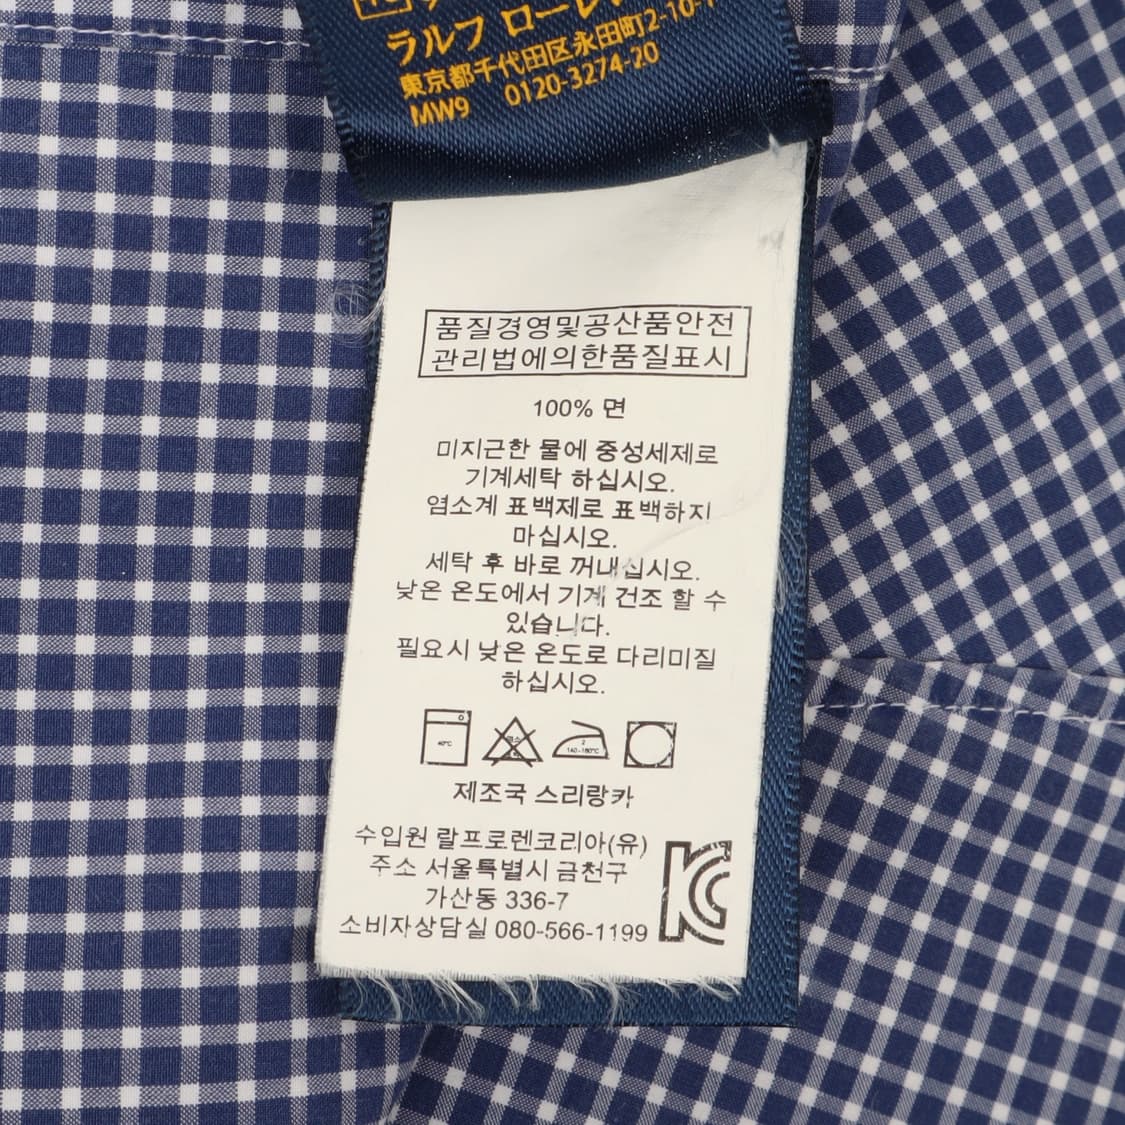 ラルフ ローレン
東京都千代田区永田町2-10-
MW9 0120-3274-20
품질경영및공산품안전
관리법에의한품질표시
100% 면
미지근한 물에 중성세제로
기계세탁 하십시오.
염소계 표백제로 표백하지
마십시오.
세탁 후 바로 꺼내십시오.
낮은 온도에서 기계 건조 할 수
있습니다.
필요시 낮은 온도로 다리미질
하십시오.
40℃ 염소 2 140~160℃
제조국 스리랑카
수입원 랄프로렌코리아(유)
주소 서울특별시 금천구
가산동 336-7
소비자상담실 080-566-1199
KC